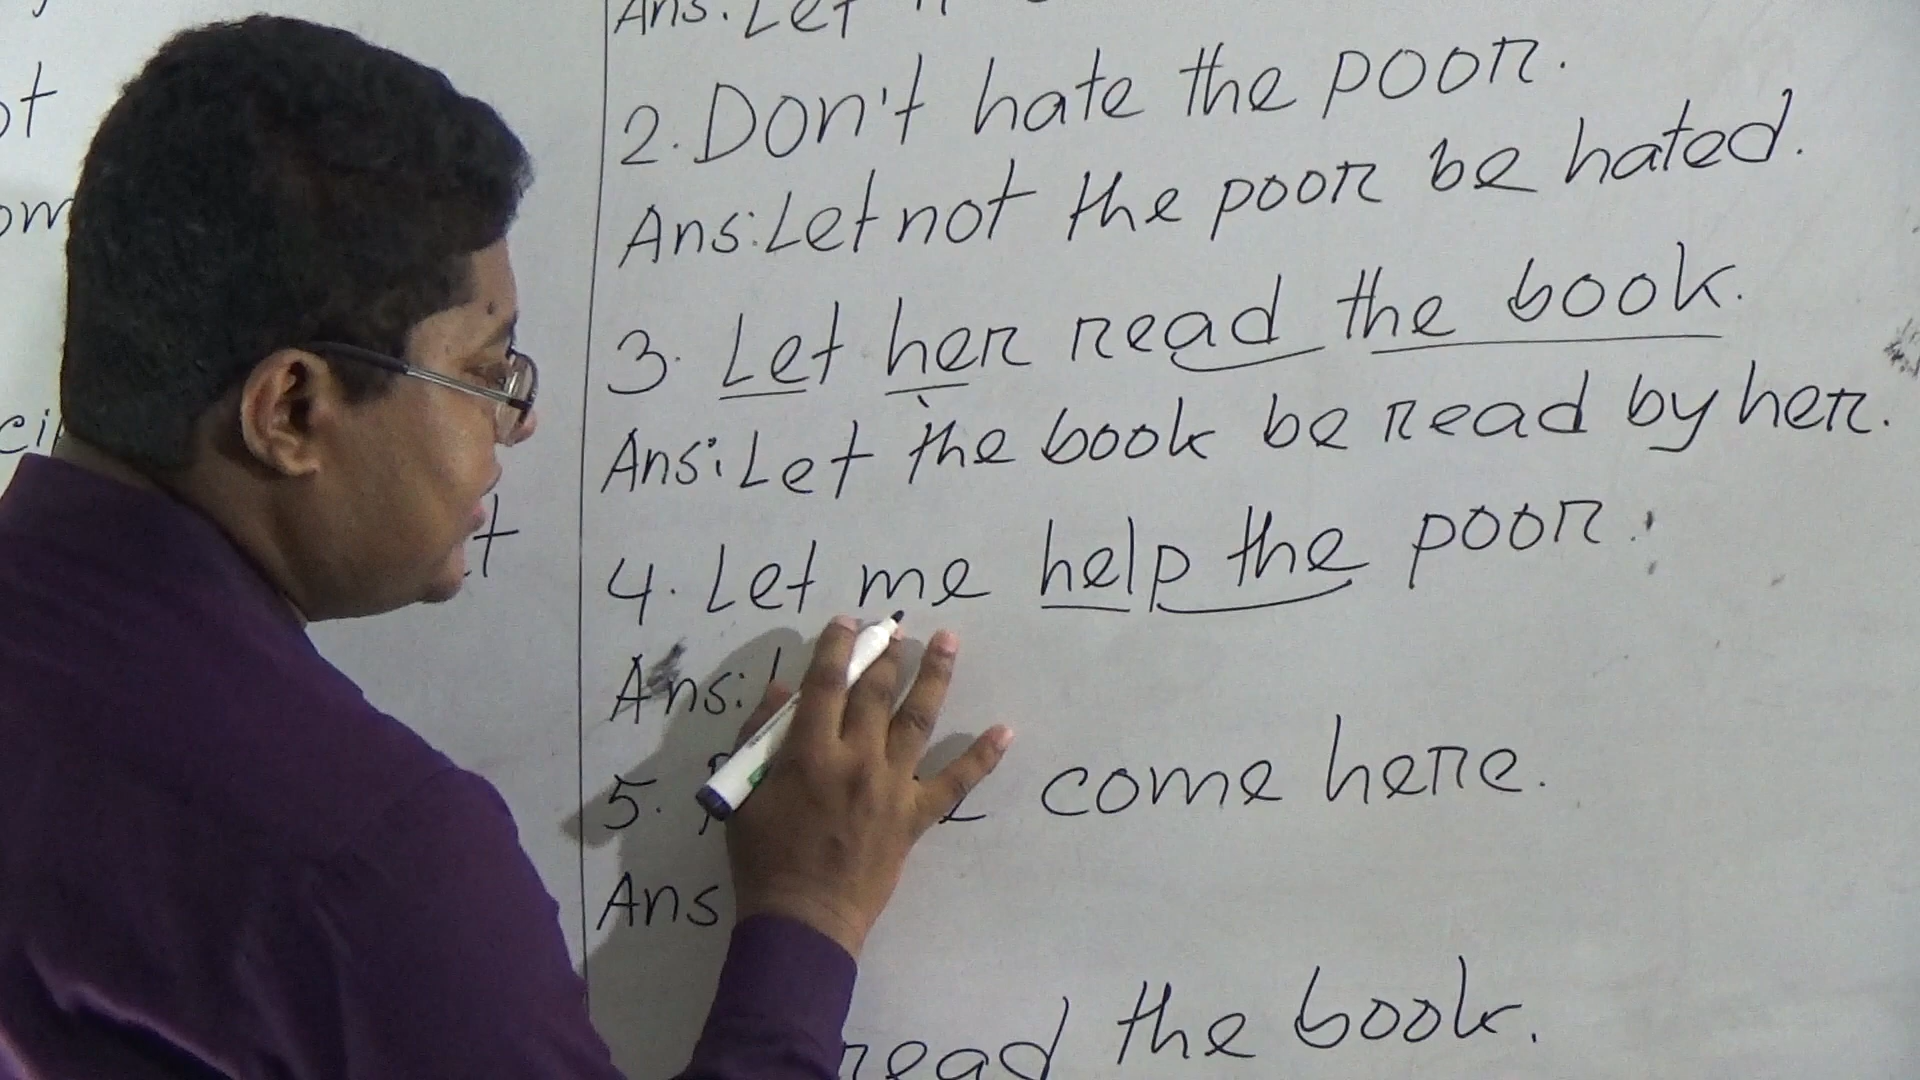 Ans: Let
2. Don't hate the poor.
Ans: Let not the poor be hated.
3. Let her read the book.
Ans: Let the book be read by her.
4. Let me help the poor.
Ans:
5. come here.
Ans
read the book.